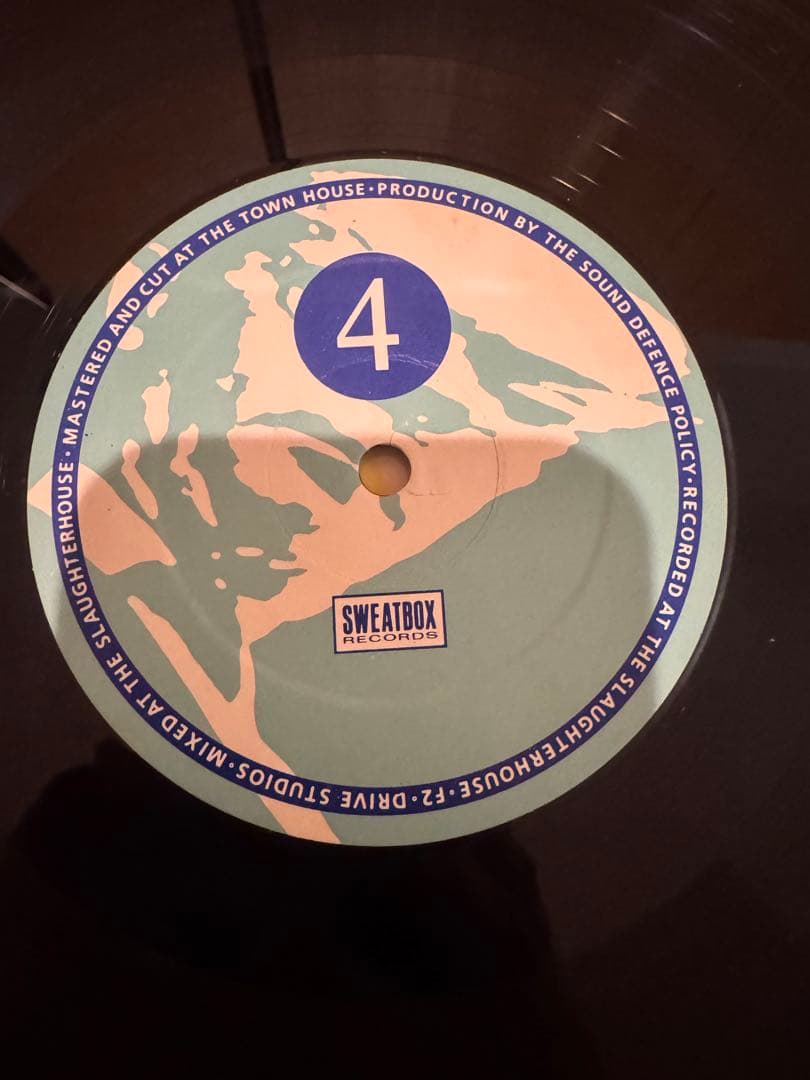 MASTERED AND CUT AT THE TOWN HOUSE • PRODUCTION BY THE SOUND DEFENCE POLICY • RECORDED AT THE SLAUGHTERHOUSE • F2 • DRIVE STUDIOS • MIXED AT THE SLAUGHTERHOUSE •
4
SWEATBOX
RECORDS